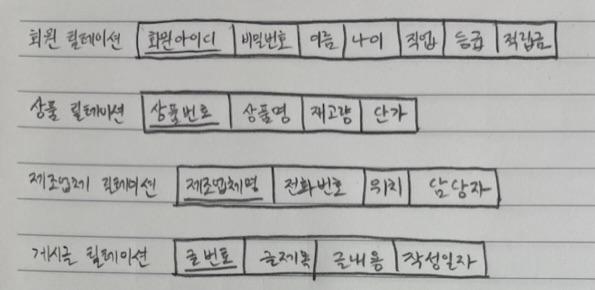 회원 릴레이션 회원아이디 비밀번호 이름 나이 직업 등급 적립금
상품 릴레이션 상품번호 상품명 재고량 단가
제조업체 릴레이션 제조업체명 전화번호 위치 담당자
게시글 릴레이션 글번호 글제목 글내용 작성일자